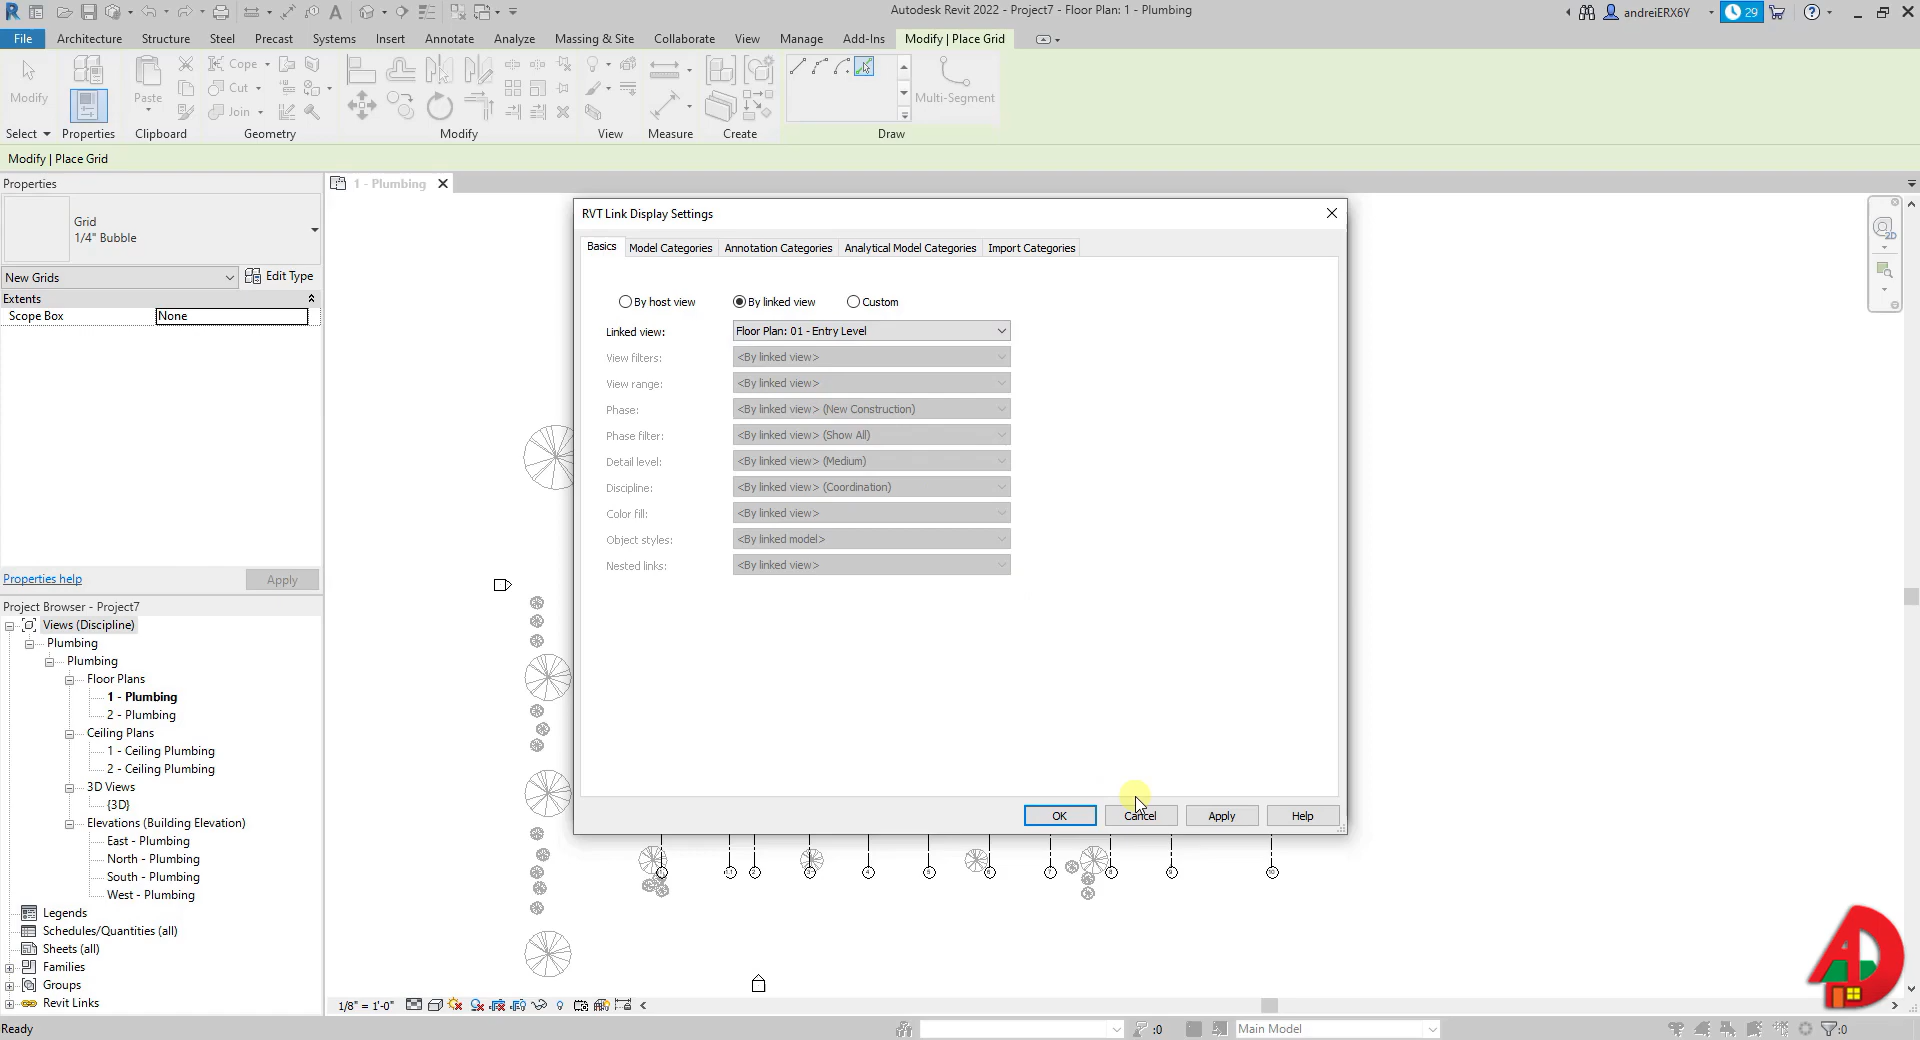 Autodesk Revit 2022 - Project7 - Floor Plan: 1 - Plumbing
andreiERX6Y
29
File Architecture Structure Steel Precast Systems Insert Annotate Analyze Massing & Site Collaborate View Manage Add-Ins Modify | Place Grid
Modify
Paste
Cope
Cut
Join
Multi-Segment
Select Properties Clipboard Geometry Modify View Measure Create Draw
Modify | Place Grid
Properties
1 - Plumbing
Grid
1/4" Bubble
New Grids
Edit Type
Extents
Scope Box None
Properties help
Apply
RVT Link Display Settings
Basics Model Categories Annotation Categories Analytical Model Categories Import Categories
By host view By linked view Custom
Linked view: Floor Plan: 01 - Entry Level
View filters: <By linked view>
View range: <By linked view>
Phase: <By linked view> (New Construction)
Phase filter: <By linked view> (Show All)
Detail level: <By linked view> (Medium)
Discipline: <By linked view> (Coordination)
Color fill: <By linked view>
Object styles: <By linked model>
Nested links: <By linked view>
OK Cancel Apply Help
Project Browser - Project7
Views (Discipline)
Plumbing
Plumbing
Floor Plans
1 - Plumbing
2 - Plumbing
Ceiling Plans
1 - Ceiling Plumbing
2 - Ceiling Plumbing
3D Views
{3D}
Elevations (Building Elevation)
East - Plumbing
North - Plumbing
South - Plumbing
West - Plumbing
Legends
Schedules/Quantities (all)
Sheets (all)
Families
Groups
Revit Links
2 3 4 5 6 7 8 9 10
1/8" = 1'-0"
Ready
:0
Main Model
:0